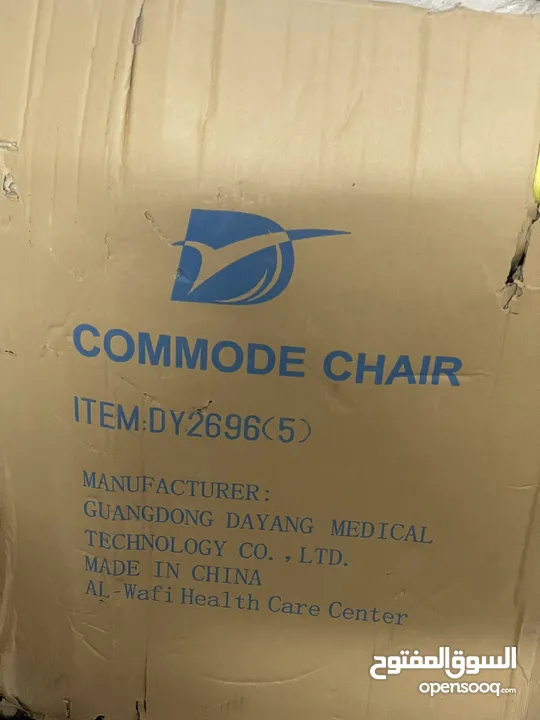 COMMODE CHAIR
ITEM:DY2696(5)
MANUFACTURER:
GUANGDONG DAYANG MEDICAL
TECHNOLOGY CO.,LTD.
MADE IN CHINA
AL-Wafi Health Care Center
السوق المفتوح
opensooq.com